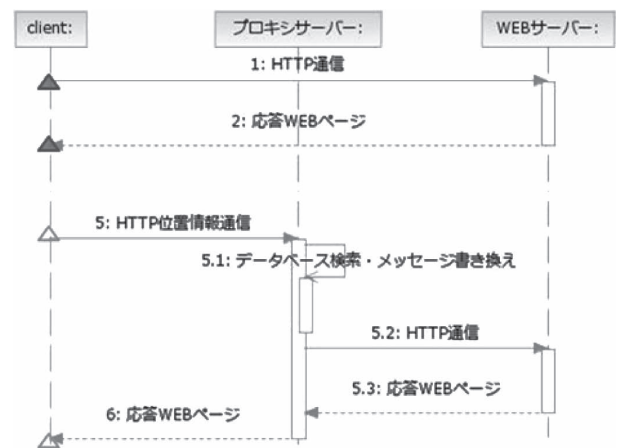 client:
プロキシサーバー:
WEBサーバー:
1: HTTP通信
2: 応答WEBページ
5: HTTP位置情報通信
5.1: データベース検索・メッセージ書き換え
5.2: HTTP通信
5.3: 応答WEBページ
6: 応答WEBページ